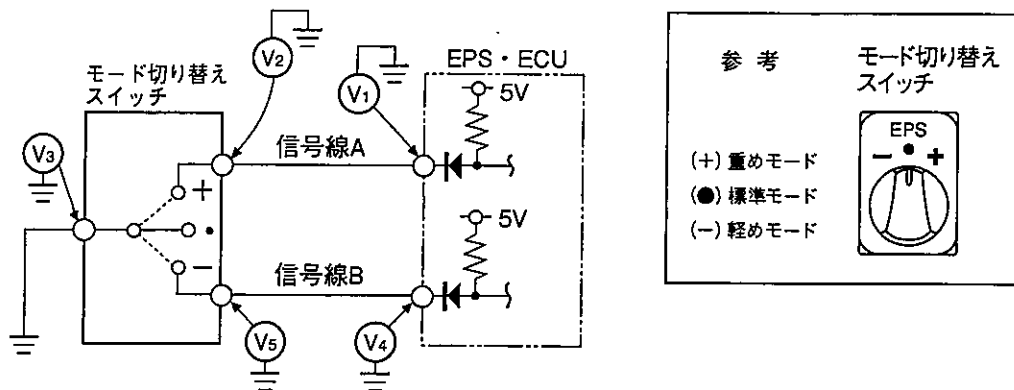 モード切り替え
スイッチ
V3
V2
V1
EPS・ECU
5V
信号線A
+
•
−
5V
信号線B
V5
V4
参 考
モード切り替え
スイッチ
EPS
− • +
(+) 重めモード
(●) 標準モード
(−) 軽めモード